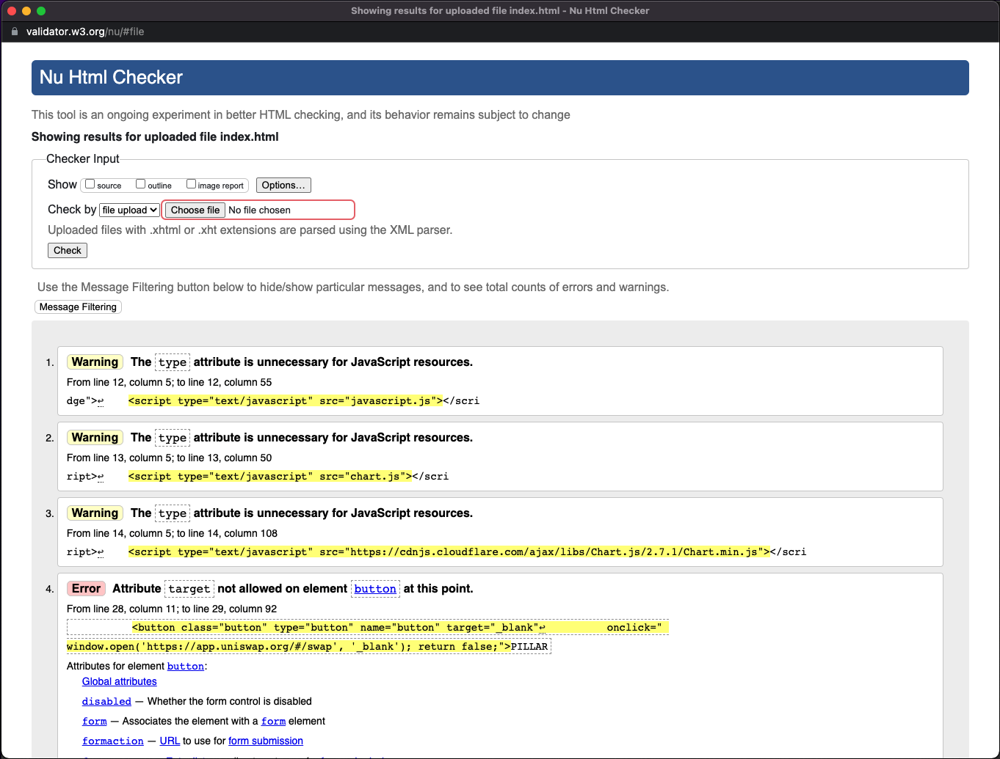 Showing results for uploaded file index.html - Nu Html Checker
validator.w3.org/nu/#file
Nu Html Checker
This tool is an ongoing experiment in better HTML checking, and its behavior remains subject to change
Showing results for uploaded file index.html
Checker Input
Show source outline image report Options...
Check by file upload Choose file No file chosen
Uploaded files with .xhtml or .xht extensions are parsed using the XML parser.
Check
Use the Message Filtering button below to hide/show particular messages, and to see total counts of errors and warnings.
Message Filtering
1. Warning The type attribute is unnecessary for JavaScript resources.
From line 12, column 5; to line 12, column 55
dge">↩ <script type="text/javascript" src="javascript.js"></scri
2. Warning The type attribute is unnecessary for JavaScript resources.
From line 13, column 5; to line 13, column 50
ript>↩ <script type="text/javascript" src="chart.js"></scri
3. Warning The type attribute is unnecessary for JavaScript resources.
From line 14, column 5; to line 14, column 108
ript>↩ <script type="text/javascript" src="https://cdnjs.cloudflare.com/ajax/libs/Chart.js/2.7.1/Chart.min.js"></scri
4. Error Attribute target not allowed on element button at this point.
From line 28, column 11; to line 29, column 92
<button class="button" type="button" name="button" target="_blank"↩ onclick="
window.open('https://app.uniswap.org/#/swap', '_blank'); return false;">PILLAR
Attributes for element button:
Global attributes
disabled — Whether the form control is disabled
form — Associates the element with a form element
formaction — URL to use for form submission